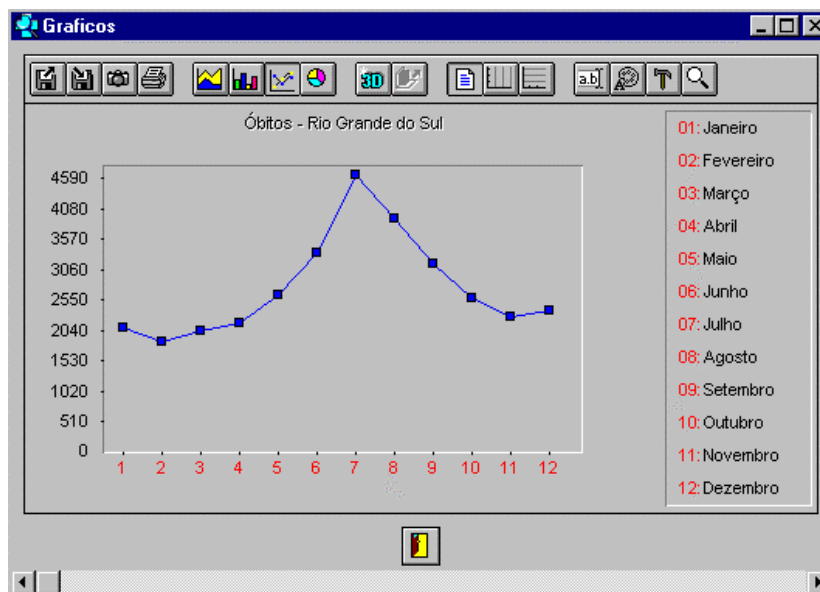 Graficos
3D
a.b
A
Óbitos - Rio Grande do Sul
4590
4080
3570
3060
2550
2040
1530
1020
510
0
1 2 3 4 5 6 7 8 9 10 11 12
01: Janeiro
02: Fevereiro
03: Março
04: Abril
05: Maio
06: Junho
07: Julho
08: Agosto
09: Setembro
10: Outubro
11: Novembro
12: Dezembro